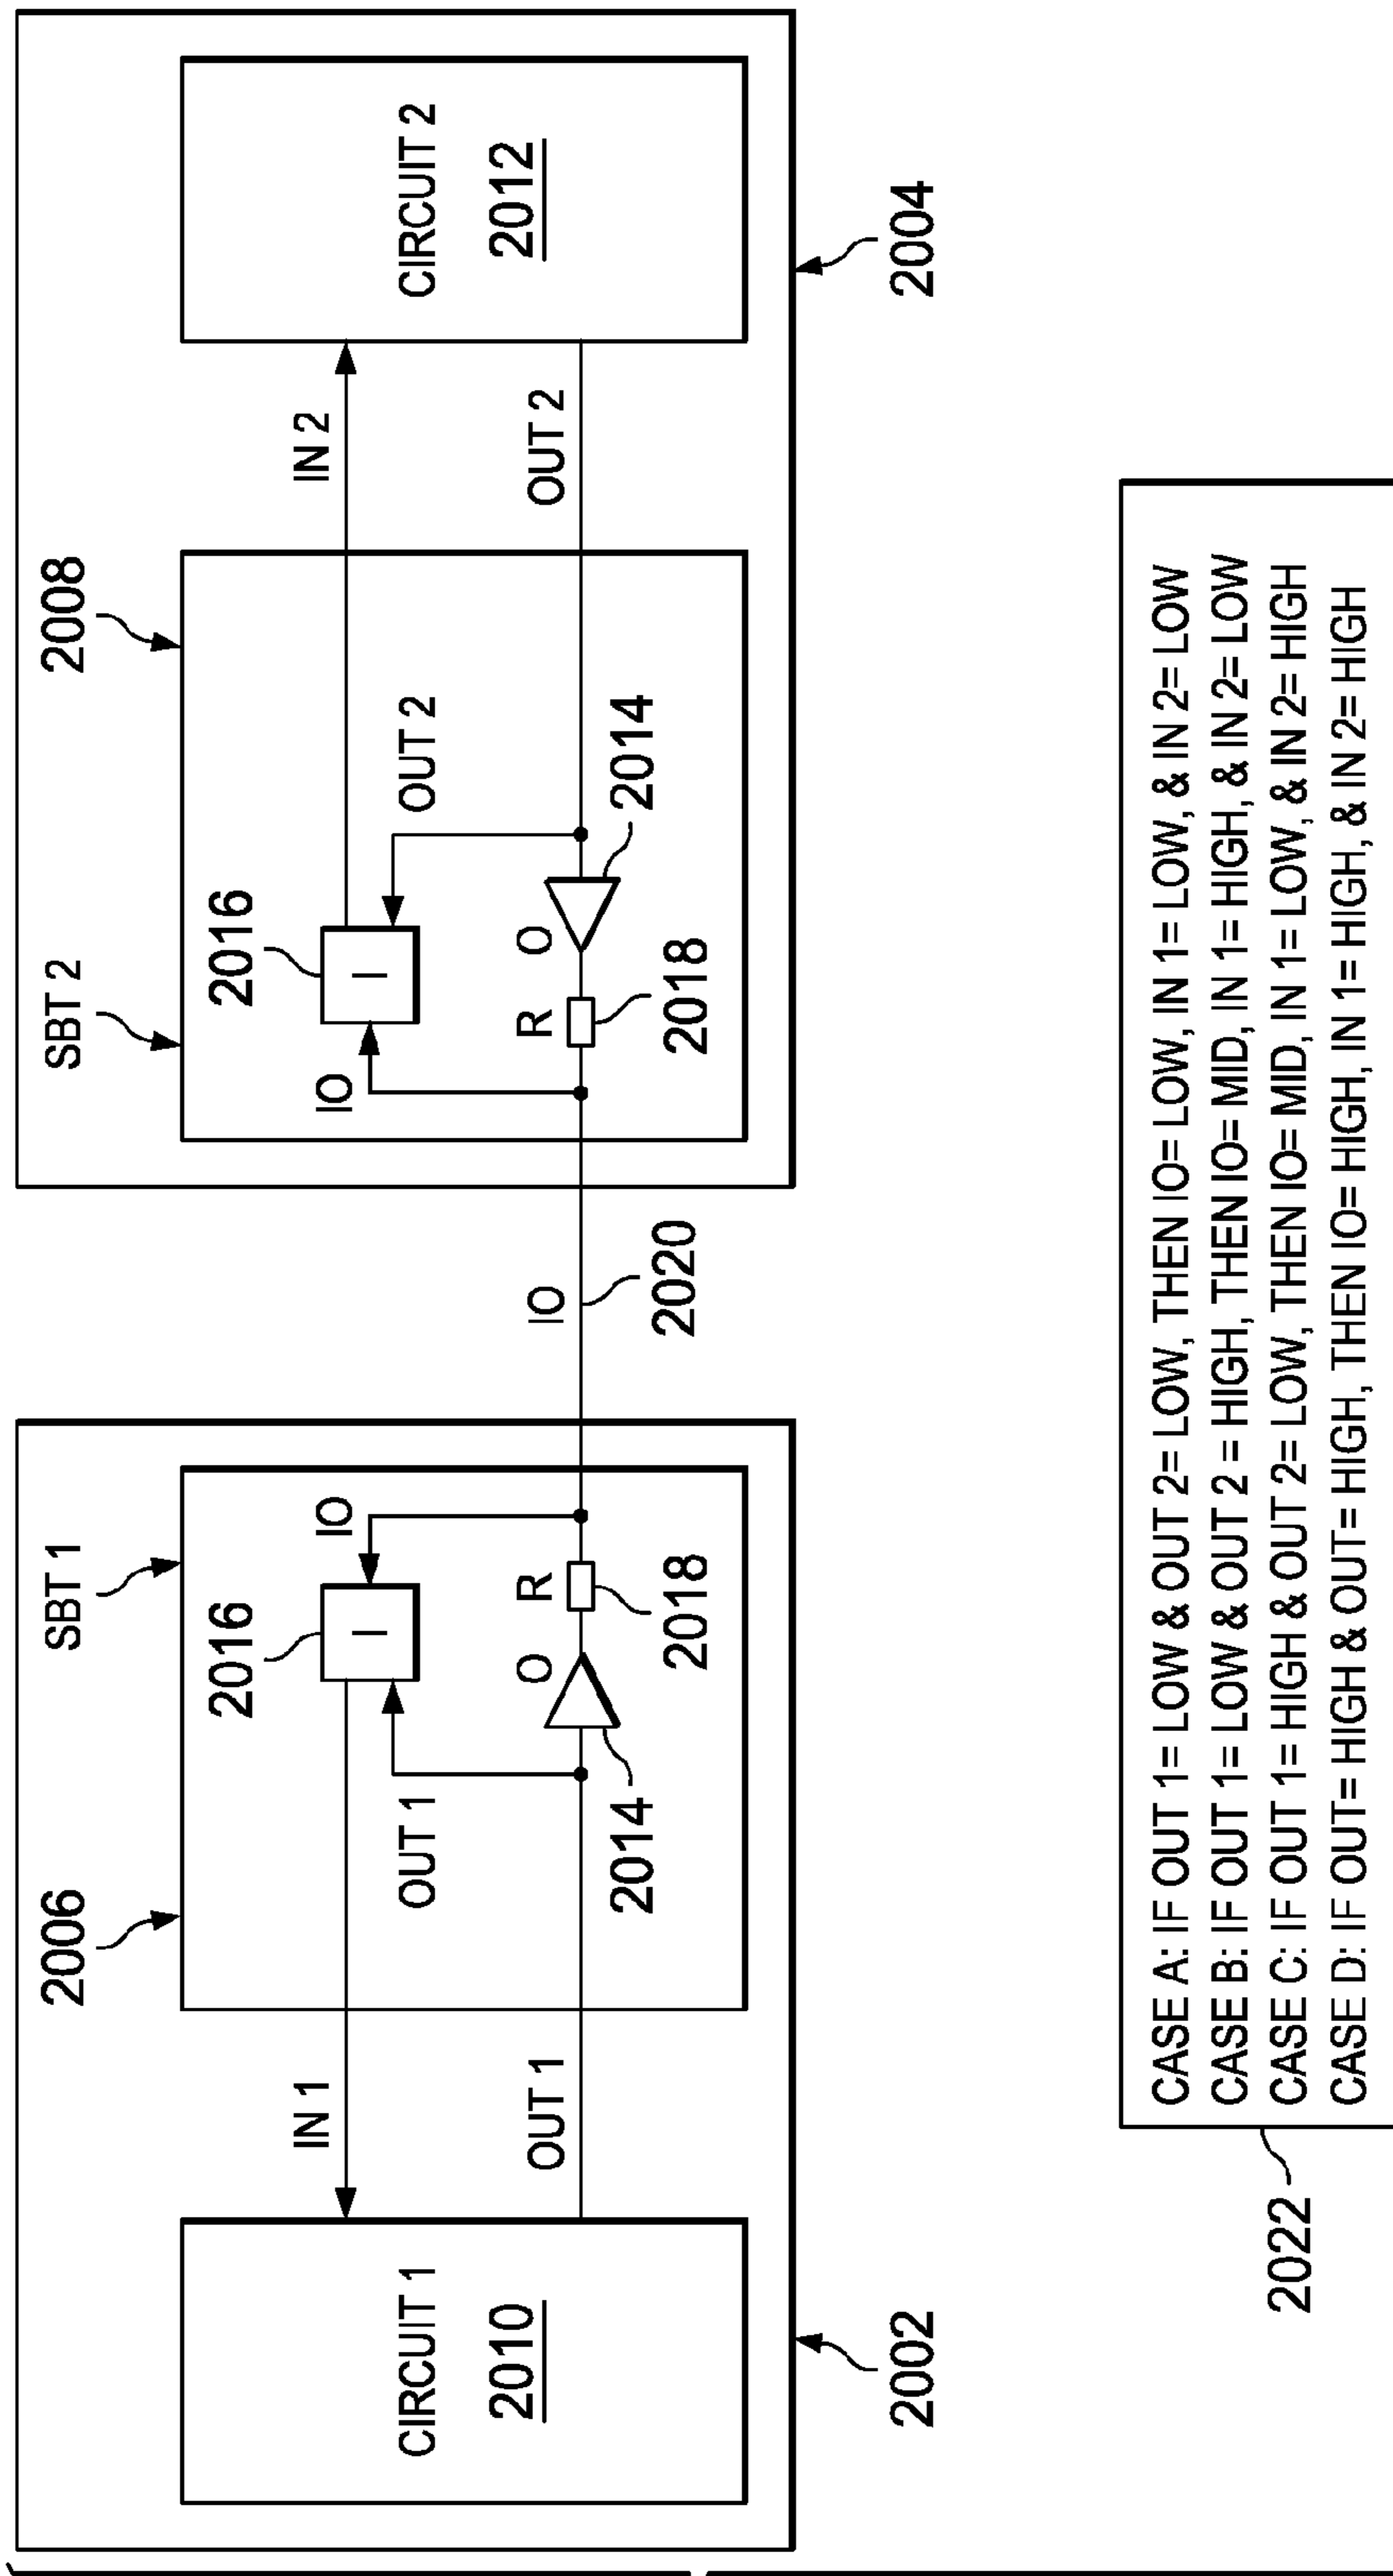 SBT 1
2006
2016
IO
I
IN 1
OUT 1
O
R
2014
2018
OUT 1
CIRCUIT 1
2010
2002
IO
2020
SBT 2
2008
2016
IO
I
IN 2
OUT 2
R
O
2018
2014
OUT 2
CIRCUIT 2
2012
2004
CASE A: IF OUT 1= LOW & OUT 2= LOW, THEN IO= LOW, IN 1= LOW, & IN 2= LOW
CASE B: IF OUT 1= LOW & OUT 2 = HIGH, THEN IO= MID, IN 1= HIGH, & IN 2= LOW
CASE C: IF OUT 1= HIGH & OUT 2= LOW, THEN IO= MID, IN 1= LOW, & IN 2= HIGH
CASE D: IF OUT= HIGH & OUT= HIGH, THEN IO= HIGH, IN 1= HIGH, & IN 2= HIGH
2022